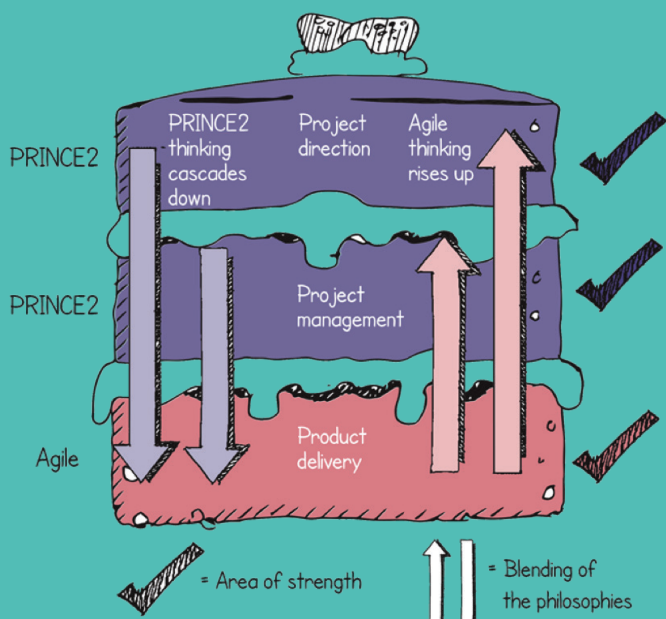 PRINCE2
PRINCE2
thinking
cascades
down
Project
direction
Agile
thinking
rises up
PRINCE2
Project
management
Agile
Product
delivery
= Area of strength
= Blending of
the philosophies